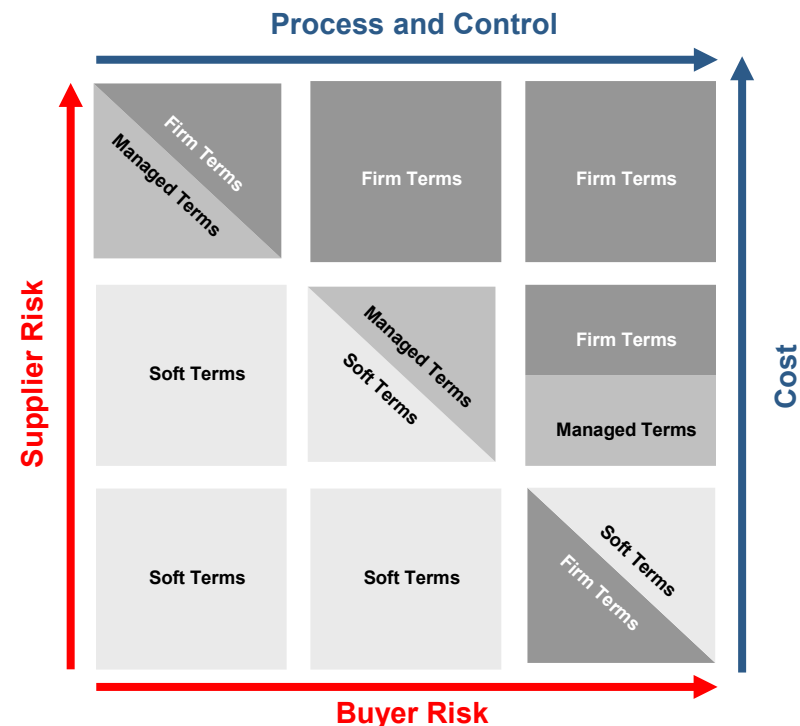 Process and Control
Firm Terms
Managed Terms
Firm Terms
Firm Terms
Supplier Risk
Soft Terms
Managed Terms
Soft Terms
Firm Terms
Managed Terms
Cost
Soft Terms
Soft Terms
Soft Terms
Firm Terms
Buyer Risk